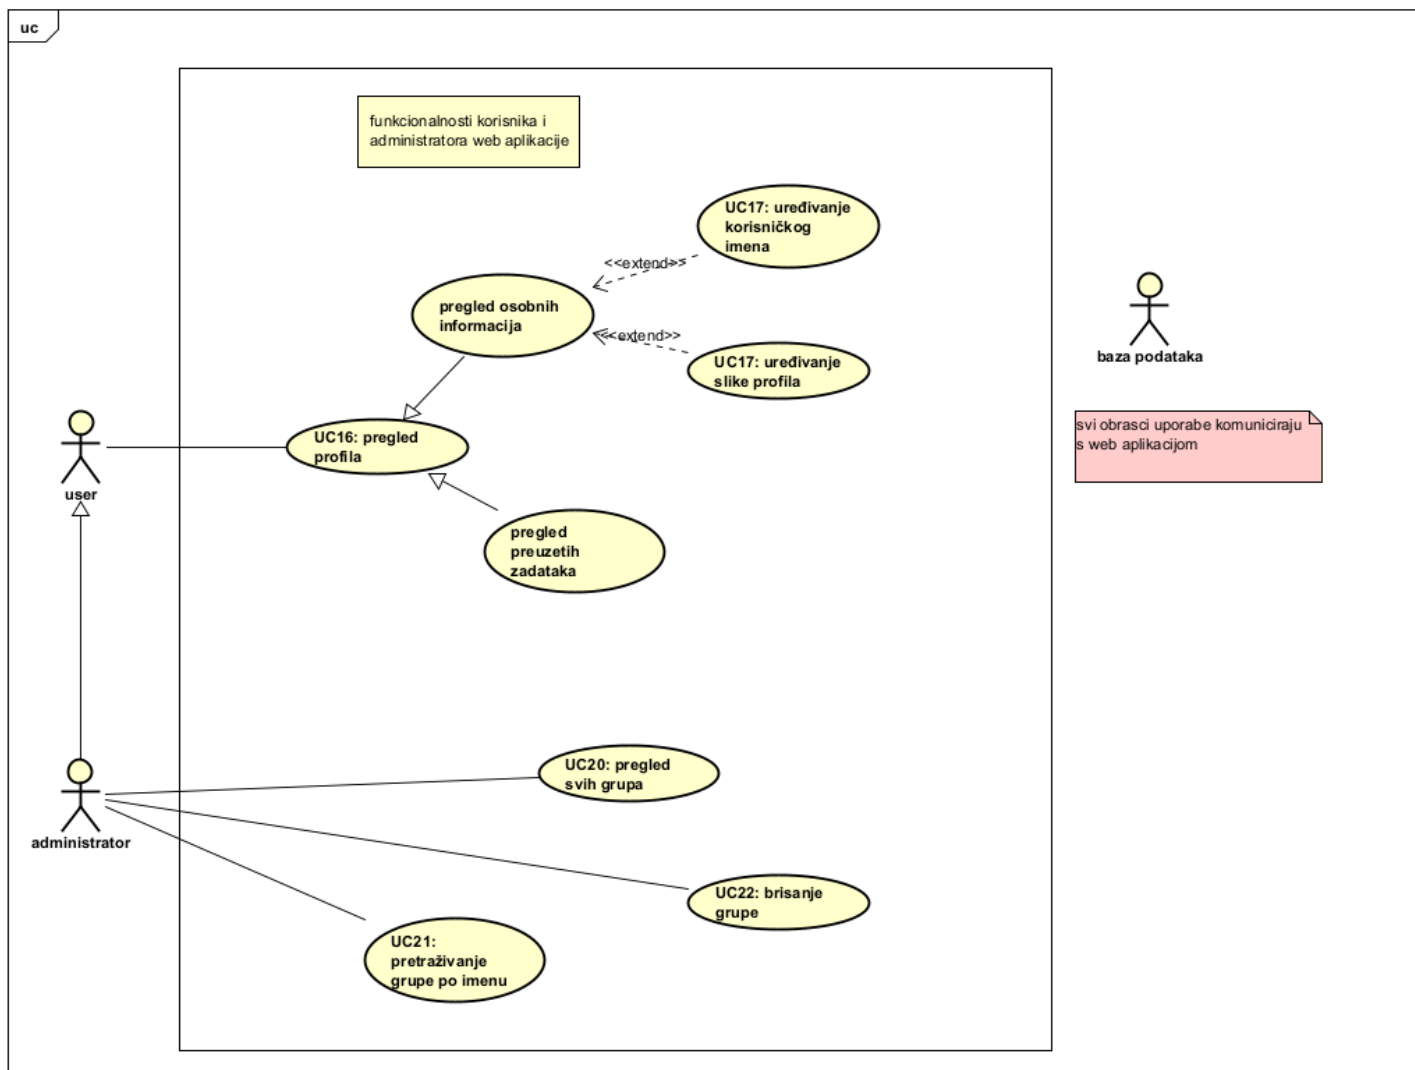 uc
funkcionalnosti korisnika i
administratora web aplikacije
UC17: uređivanje
korisničkog
imena
<<extend>>
pregled osobnih
informacija
<<extend>>
UC17: uređivanje
slike profila
baza podataka
svi obrasci uporabe komuniciraju
s web aplikacijom
UC16: pregled
profila
user
pregled
preuzetih
zadataka
UC20: pregled
svih grupa
administrator
UC22: brisanje
grupe
UC21:
pretraživanje
grupe po imenu